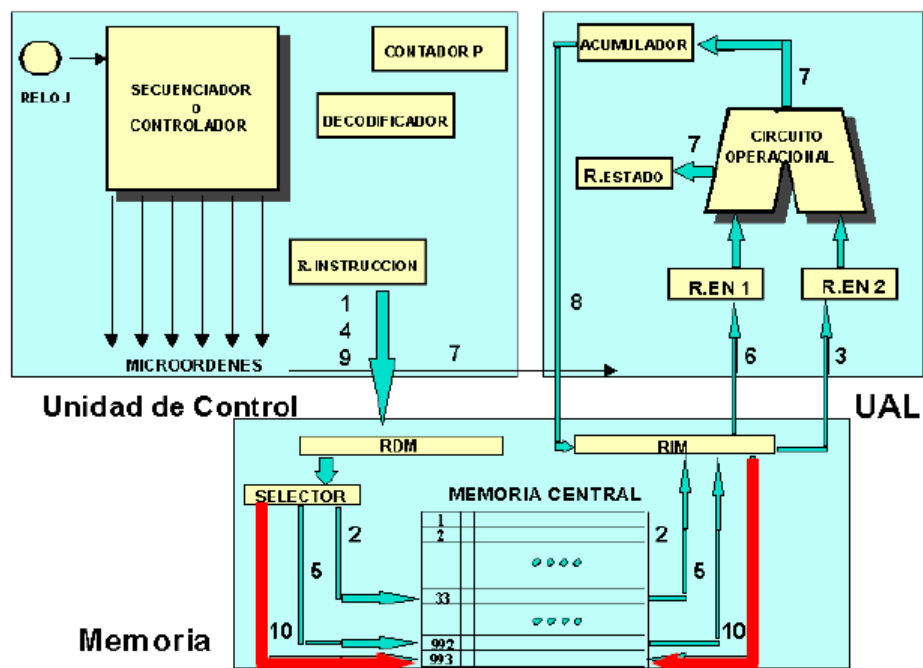 RELOJ
SECUENCIADOR
O
CONTROLADOR
CONTADOR P
DECODIFICADOR
R.INSTRUCCION
1
4
9
7
MICROORDENES
Unidad de Control
ACUMULADOR
7
CIRCUITO
OPERACIONAL
7
R.ESTADO
R.EN 1
R.EN 2
8
6
3
UAL
RDM
RIM
SELECTOR
MEMORIA CENTRAL
2
5
10
1
2
33
992
993
2
5
10
Memoria